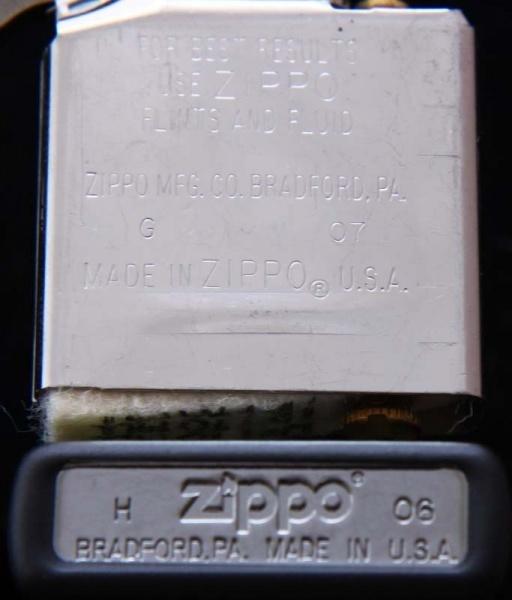 FOR BEST RESULTS
USE ZIPPO
FLINTS AND FLUID
ZIPPO MFG. CO. BRADFORD, PA.
G 07
MADE IN ZIPPO® U.S.A.
H zippo® 06
BRADFORD, PA. MADE IN U.S.A.